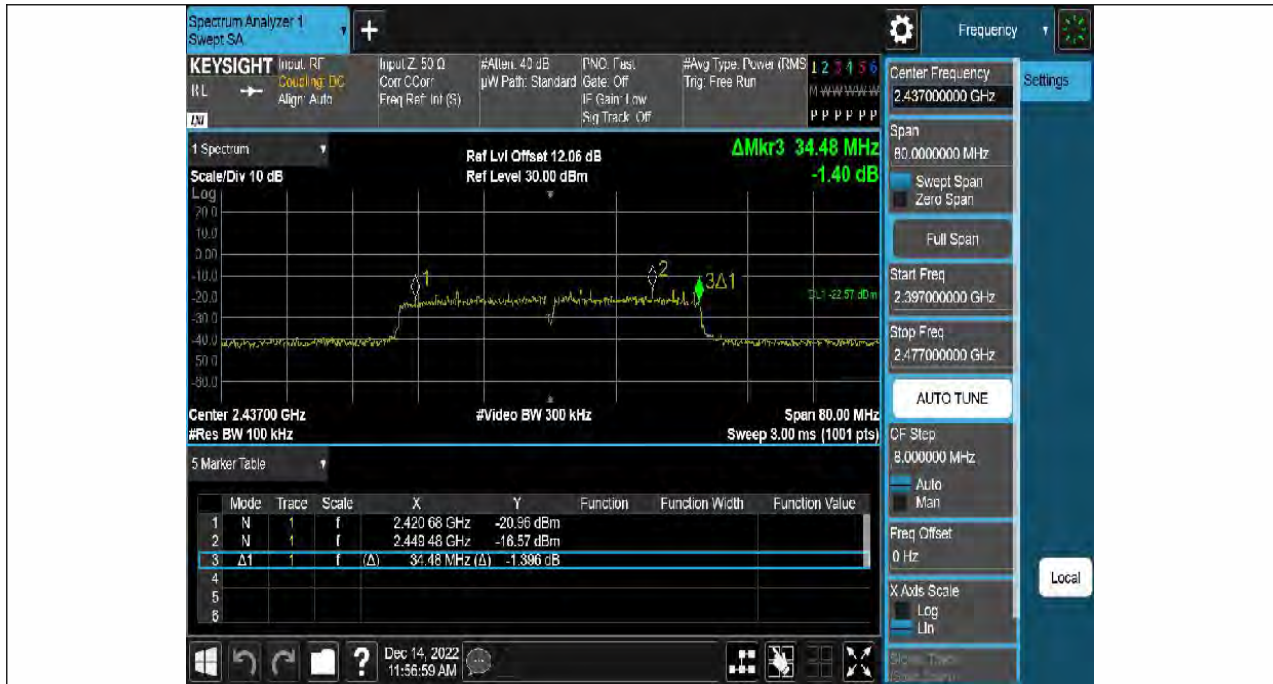 Spectrum Analyzer 1
Swept SA
+
Frequency
KEYSIGHT
Input: RF
Coupling: DC
Align: Auto
Input Z: 50 Ω
Corr CCorr
Freq Ref: Int (S)
#Atten: 40 dB
µW Path: Standard
PNO: Fast
Gate: Off
IF Gain: Low
Sig Track: Off
#Avg Type: Power (RMS
Trig: Free Run
1 2 3 4 5 6
M W W W W W
P P P P P P
RL
LXI
1 Spectrum
Scale/Div 10 dB
Ref Lvl Offset 12.06 dB
Ref Level 30.00 dBm
ΔMkr3 34.48 MHz
-1.40 dB
Log
20.0
10.0
0.00
-10.0
-20.0
-30.0
-40.0
-50.0
-60.0
1
2
3Δ1
DL1 -22.57 dBm
Center 2.43700 GHz
#Video BW 300 kHz
Span 80.00 MHz
#Res BW 100 kHz
Sweep 3.00 ms (1001 pts)
5 Marker Table
Mode Trace Scale X Y Function Function Width Function Value
1 N 1 f 2.420 68 GHz -20.96 dBm
2 N 1 f 2.449 48 GHz -16.57 dBm
3 Δ1 1 f (Δ) 34.48 MHz (Δ) -1.396 dB
4
5
6
Center Frequency
2.437000000 GHz
Settings
Span
80.0000000 MHz
Swept Span
Zero Span
Full Span
Start Freq
2.397000000 GHz
Stop Freq
2.477000000 GHz
AUTO TUNE
CF Step
8.000000 MHz
Auto
Man
Freq Offset
0 Hz
X Axis Scale
Log
Lin
Local
?
Dec 14, 2022
11:56:59 AM